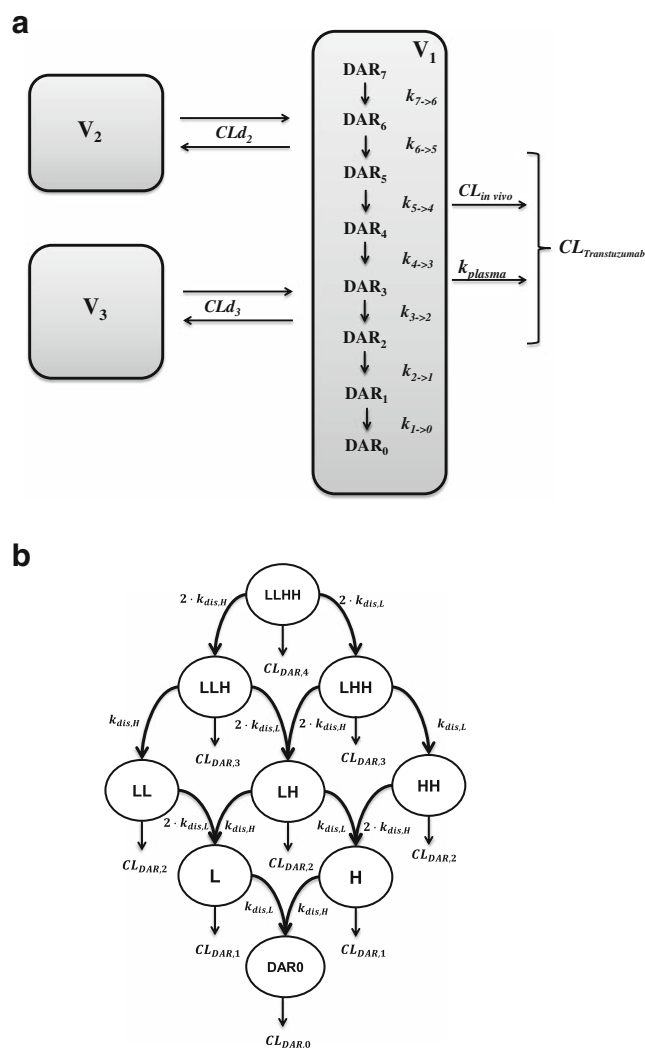 a
V1
DAR7
k7->6
DAR6
k6->5
V2
CLd2
DAR5
k5->4
CLin vivo
DAR4
k4->3
CLTranstuzumab
kplasma
DAR3
V3
CLd3
k3->2
DAR2
k2->1
DAR1
k1->0
DAR0
b
LLHH
2 · kdis,H
2 · kdis,L
CLDAR,4
LLH
LHH
kdis,H
2 · kdis,L
2 · kdis,H
kdis,L
CLDAR,3
CLDAR,3
LL
LH
HH
2 · kdis,L
kdis,H
kdis,L
2 · kdis,H
CLDAR,2
CLDAR,2
CLDAR,2
L
H
kdis,L
kdis,H
CLDAR,1
CLDAR,1
DAR0
CLDAR,0